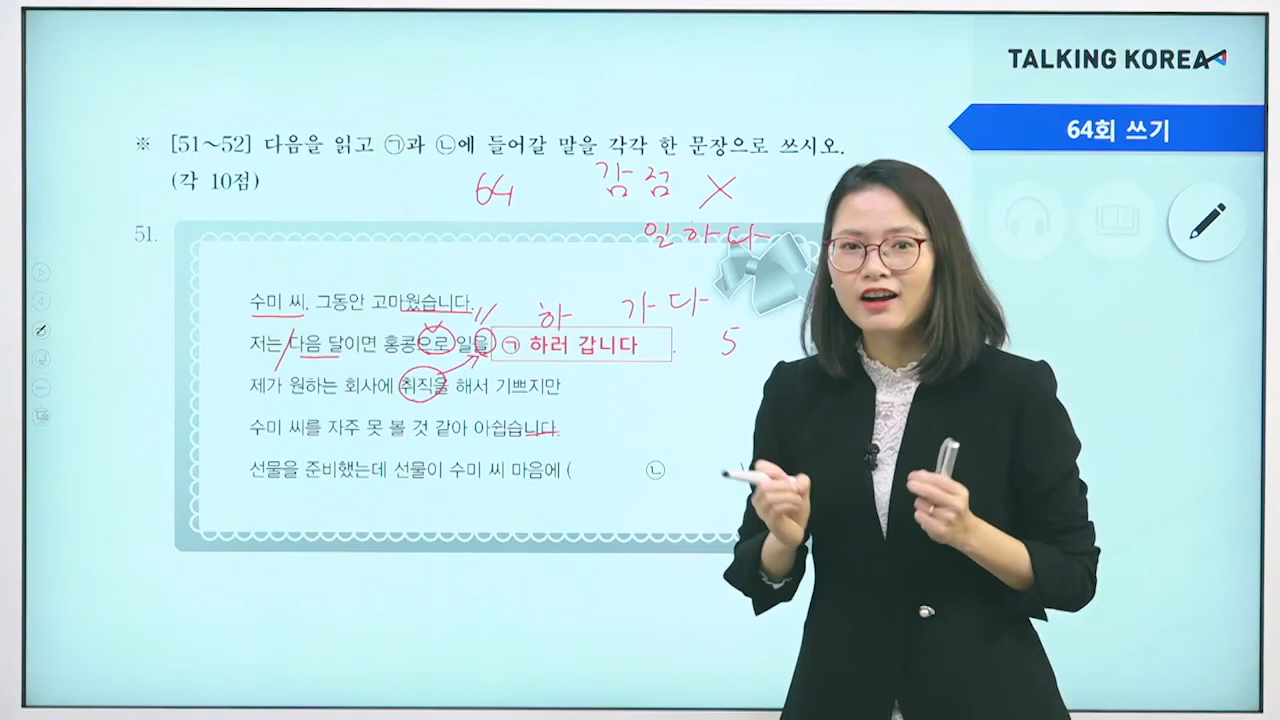 TALKING KOREA
64회 쓰기
※ [51～52] 다음을 읽고 ㉠과 ㉡에 들어갈 말을 각각 한 문장으로 쓰시오.
(각 10점)
64 감점 X
일하다
51.
수미 씨, 그동안 고마웠습니다.
하 가다
저는 다음 달이면 홍콩으로 일을 ㉠ 하러 갑니다 .
5
제가 원하는 회사에 취직을 해서 기쁘지만
수미 씨를 자주 못 볼 것 같아 아쉽습니다.
선물을 준비했는데 선물이 수미 씨 마음에 ( ㉡